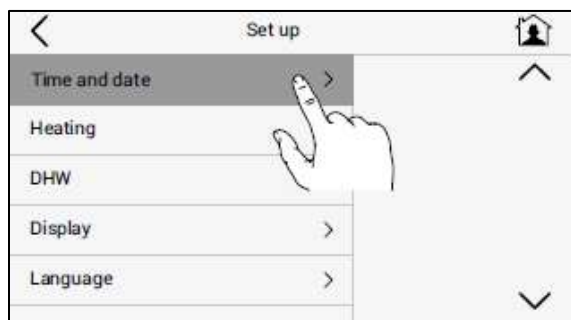 Set up
Time and date
Heating
DHW
Display
Language